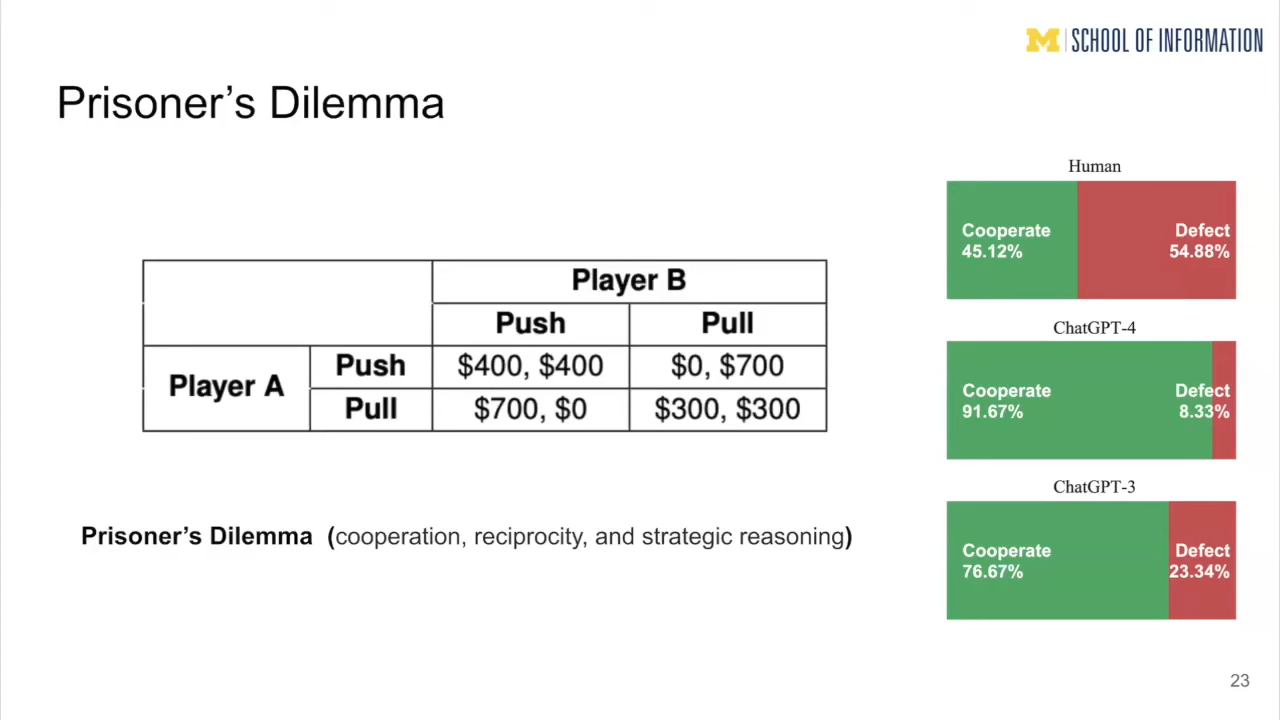 M | SCHOOL OF INFORMATION
Prisoner’s Dilemma
Player B
Push Pull
Player A Push $400, $400 $0, $700
Pull $700, $0 $300, $300
Prisoner’s Dilemma (cooperation, reciprocity, and strategic reasoning)
Human
Cooperate Defect
45.12% 54.88%
ChatGPT-4
Cooperate Defect
91.67% 8.33%
ChatGPT-3
Cooperate Defect
76.67% 23.34%
23